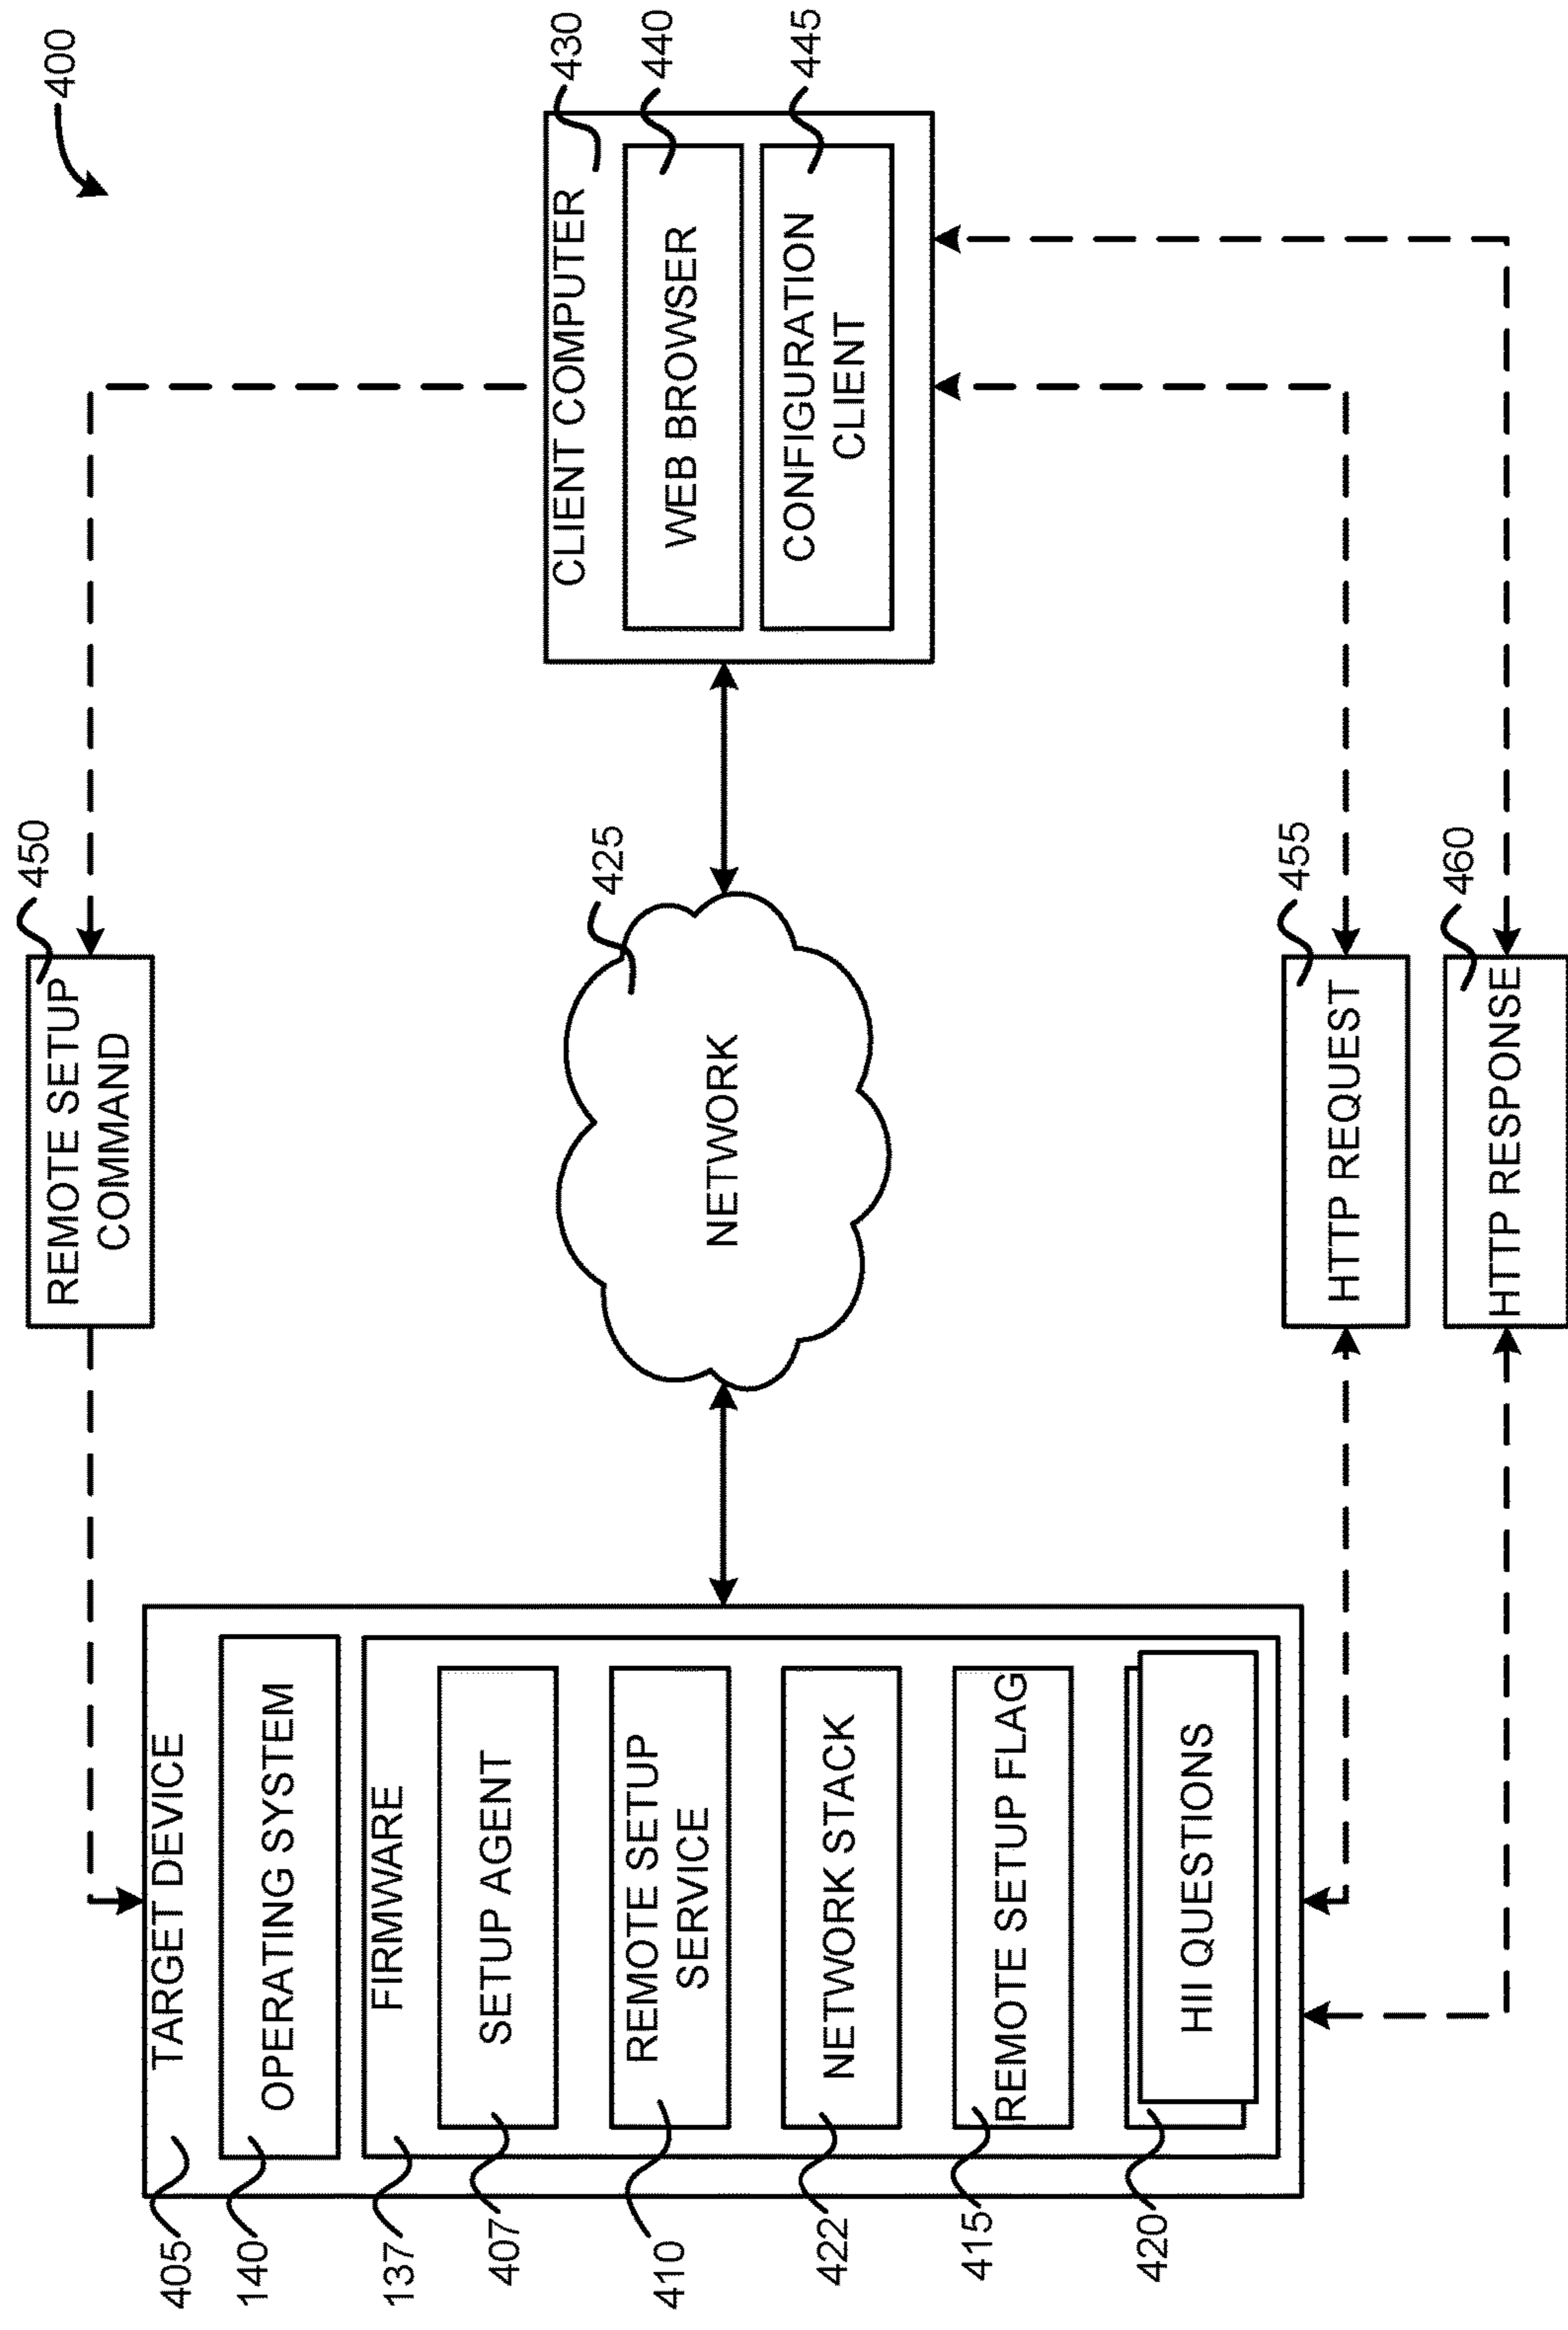 400
TARGET DEVICE
405
OPERATING SYSTEM
140
FIRMWARE
137
SETUP AGENT
407
REMOTE SETUP
SERVICE
410
NETWORK STACK
422
REMOTE SETUP FLAG
415
HII QUESTIONS
420
REMOTE SETUP
COMMAND
450
NETWORK
425
HTTP REQUEST
455
HTTP RESPONSE
460
CLIENT COMPUTER
430
WEB BROWSER
440
CONFIGURATION
CLIENT
445